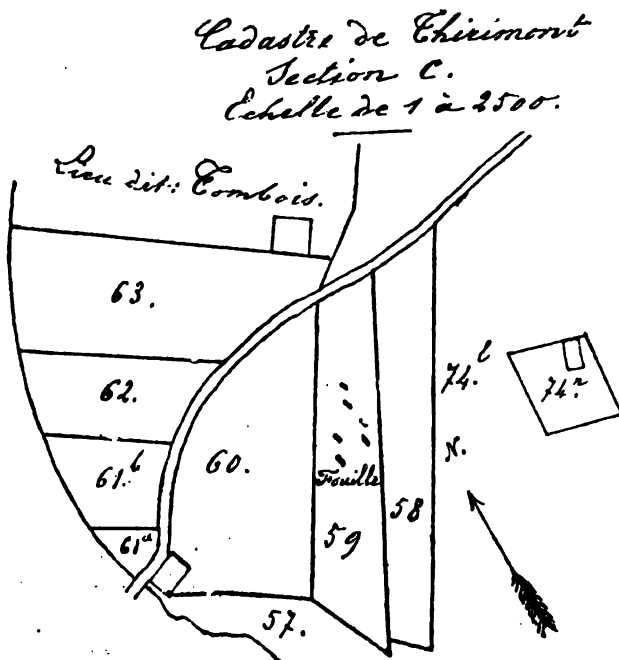 Cadastre de Thirimont
Section C.
Echelle de 1 à 2500.
Lieu dit: Tombois.
63.
62.
61.b
61a
60.
Fouille
59
58
57.
74.l
74.n
N.